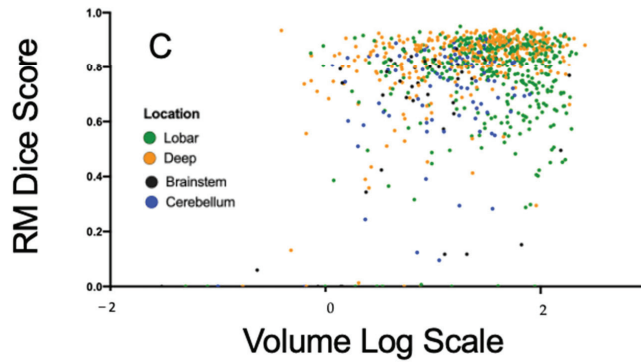 1.0
C
0.8
RM Dice Score
Location
Lobar
0.6
Deep
Brainstem
0.4
Cerebellum
0.2
0.0
−2
0
2
Volume Log Scale